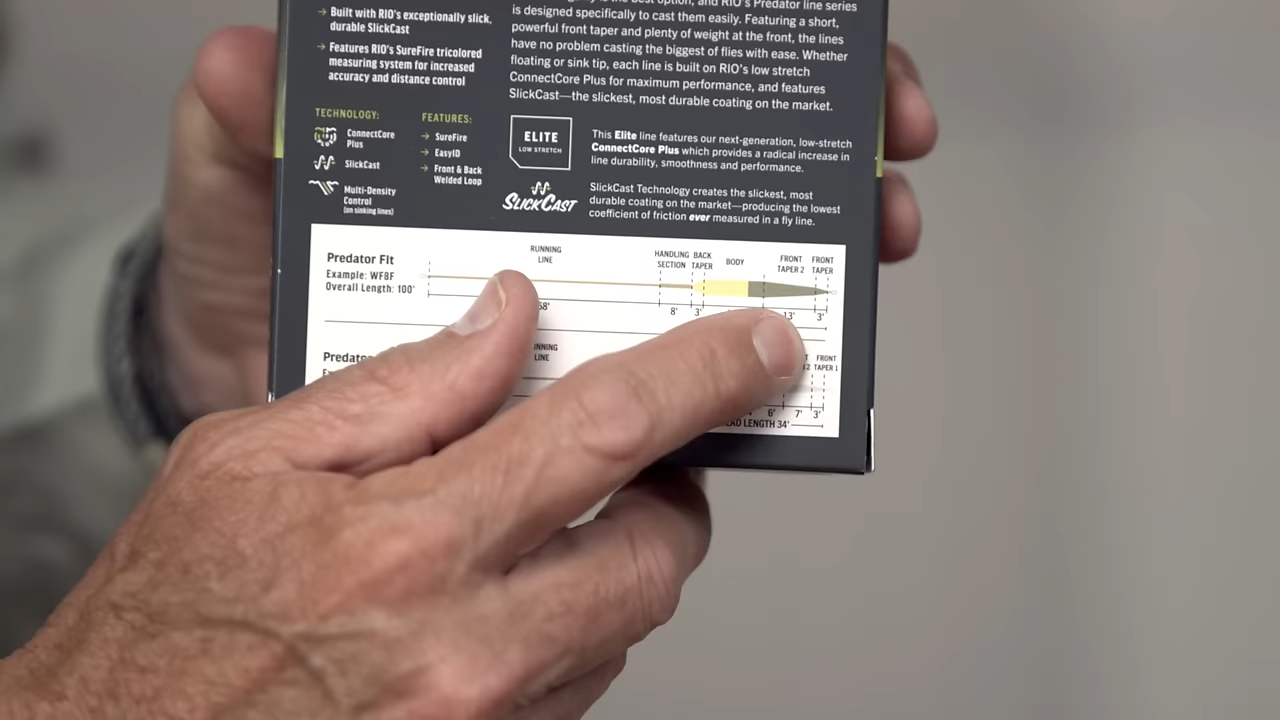 → Built with RIO's exceptionally slick,
durable SlickCast
→ Features RIO's SureFire tricolored
measuring system for increased
accuracy and distance control
option, and RIO's Predator line series
is designed specifically to cast them easily. Featuring a short,
powerful front taper and plenty of weight at the front, the lines
have no problem casting the biggest of flies with ease. Whether
floating or sink tip, each line is built on RIO's low stretch
ConnectCore Plus for maximum performance, and features
SlickCast—the slickest, most durable coating on the market.
TECHNOLOGY:
ConnectCore
Plus
SlickCast
Multi-Density
Control
(on sinking lines)
FEATURES:
→ SureFire
→ EasyID
→ Front & Back
Welded Loop
ELITE
LOW STRETCH
This Elite line features our next-generation, low-stretch
ConnectCore Plus which provides a radical increase in
line durability, smoothness and performance.
SLICKCAST
SlickCast Technology creates the slickest, most
durable coating on the market—producing the lowest
coefficient of friction ever measured in a fly line.
Predator Flt
Example: WF8F
Overall Length: 100'
RUNNING
LINE
HANDLING
SECTION
BACK
TAPER
BODY
FRONT
TAPER 2
FRONT
TAPER
8'
3'
13'
3'
LINE
FRONT
TAPER 1
6'
7'
3'
LENGTH 34'